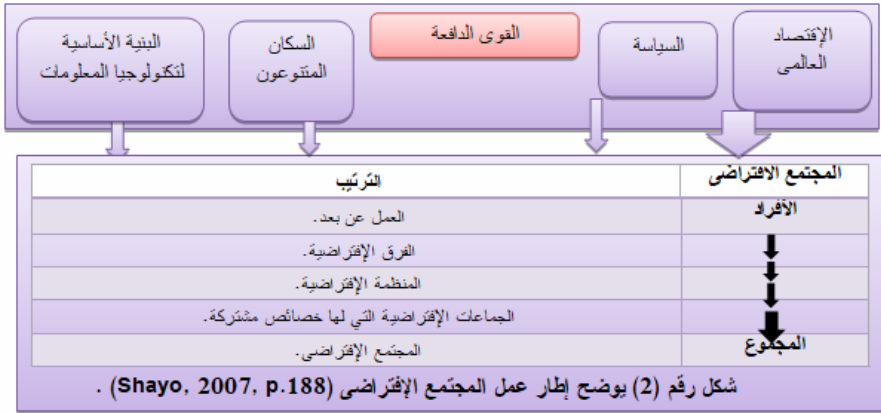 القوى الدافعة
الإقتصاد
العالمى
السياسة
السكان
المتنوعون
البنية الأساسية
لتكنولوجيا المعلومات
المجتمع الافتراضى
الترتيب
الأفراد
العمل عن بعد.
الفرق الإفتراضية.
المنظمة الإفتراضية.
الجماعات الإفتراضية التي لها خصائص مشتركة.
المجموع
المجتمع الإفتراضى.
شكل رقم (2) يوضح إطار عمل المجتمع الإفتراضى (Shayo, 2007, p.188) .